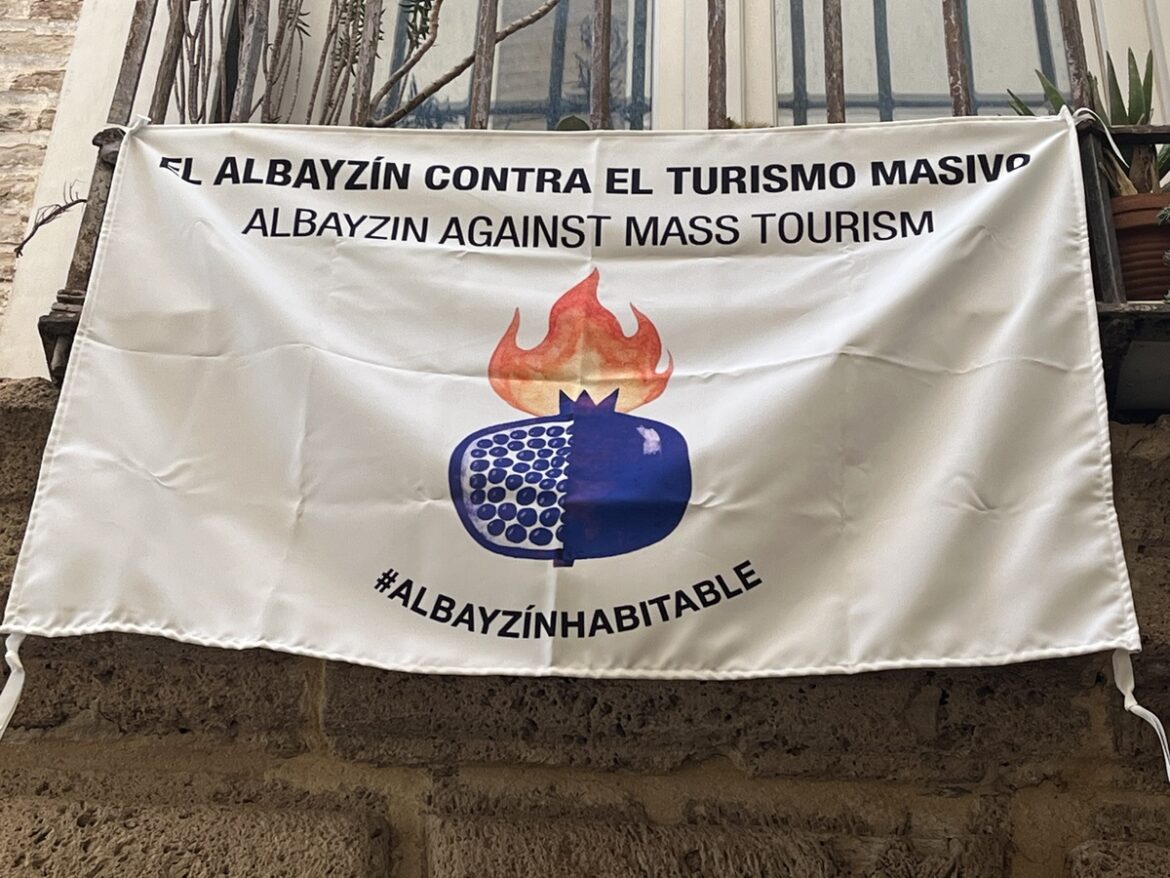 EL ALBAYZÍN CONTRA EL TURISMO MASIVO
ALBAYZIN AGAINST MASS TOURISM
#ALBAYZÍNHABITABLE